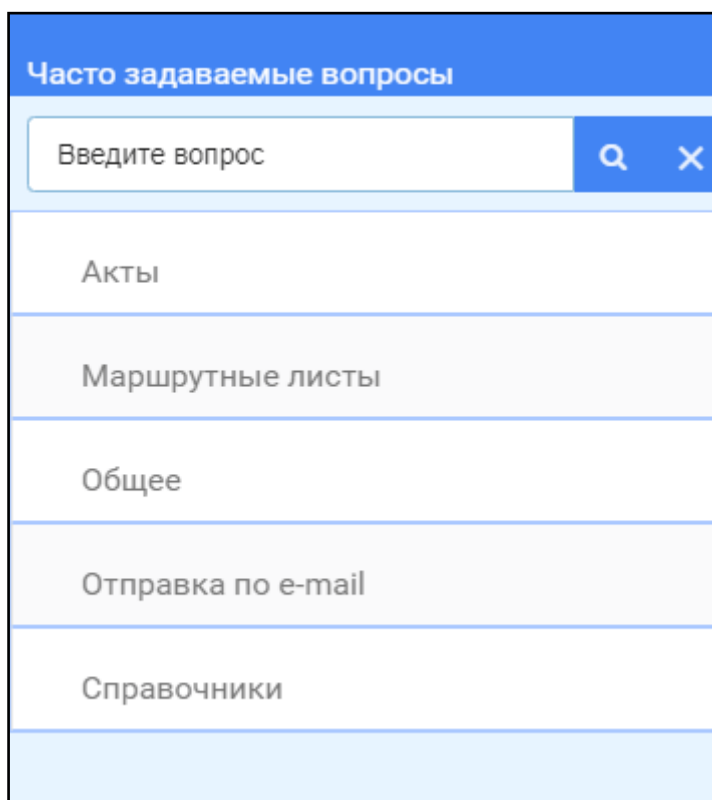 Часто задаваемые вопросы
Введите вопрос
Акты
Маршрутные листы
Общее
Отправка по e-mail
Справочники